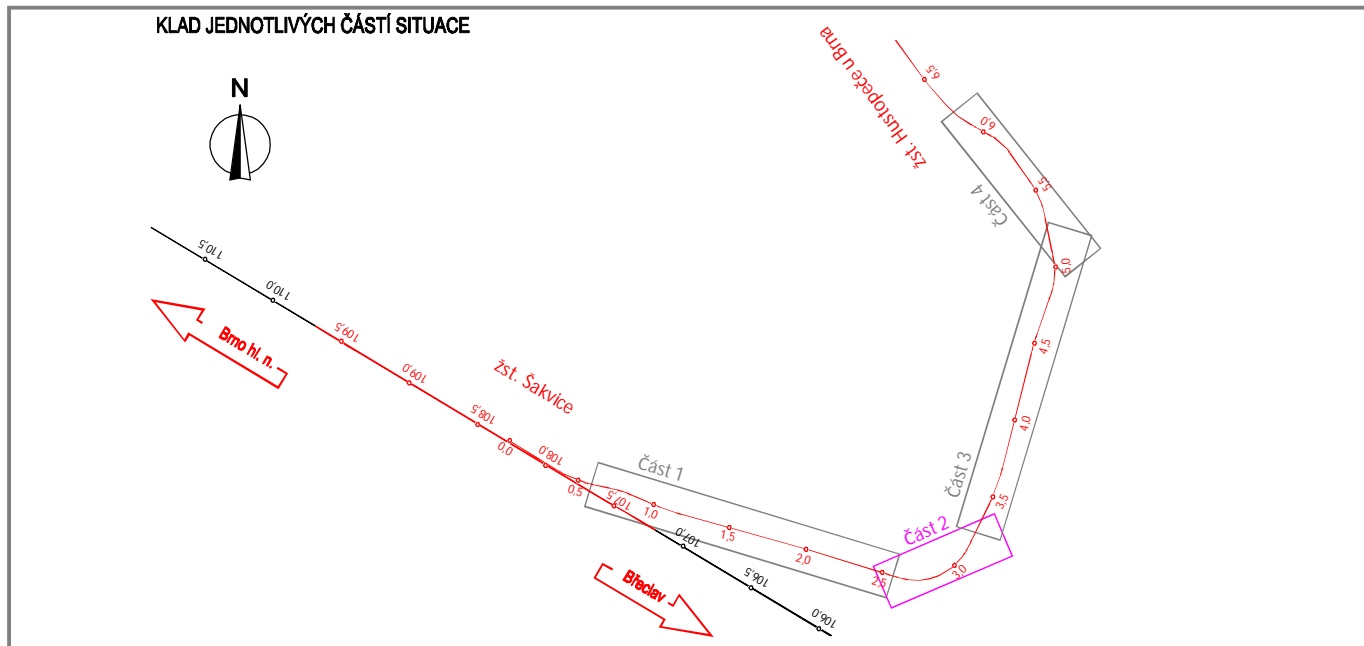 KLAD JEDNOTLIVÝCH ČÁSTÍ SITUACE
N
110,5
110,0
109,5
109,0
108,5
108,0
107,5
107,0
106,5
106,0
Brno hl. n.
Břeclav
žst. Šakvice
0,0
0,5
1,0
1,5
2,0
2,5
3,0
3,5
4,0
4,5
5,0
5,5
6,0
6,5
Část 1
Část 2
Část 3
Část 4
žst. Hustopeče u Brna